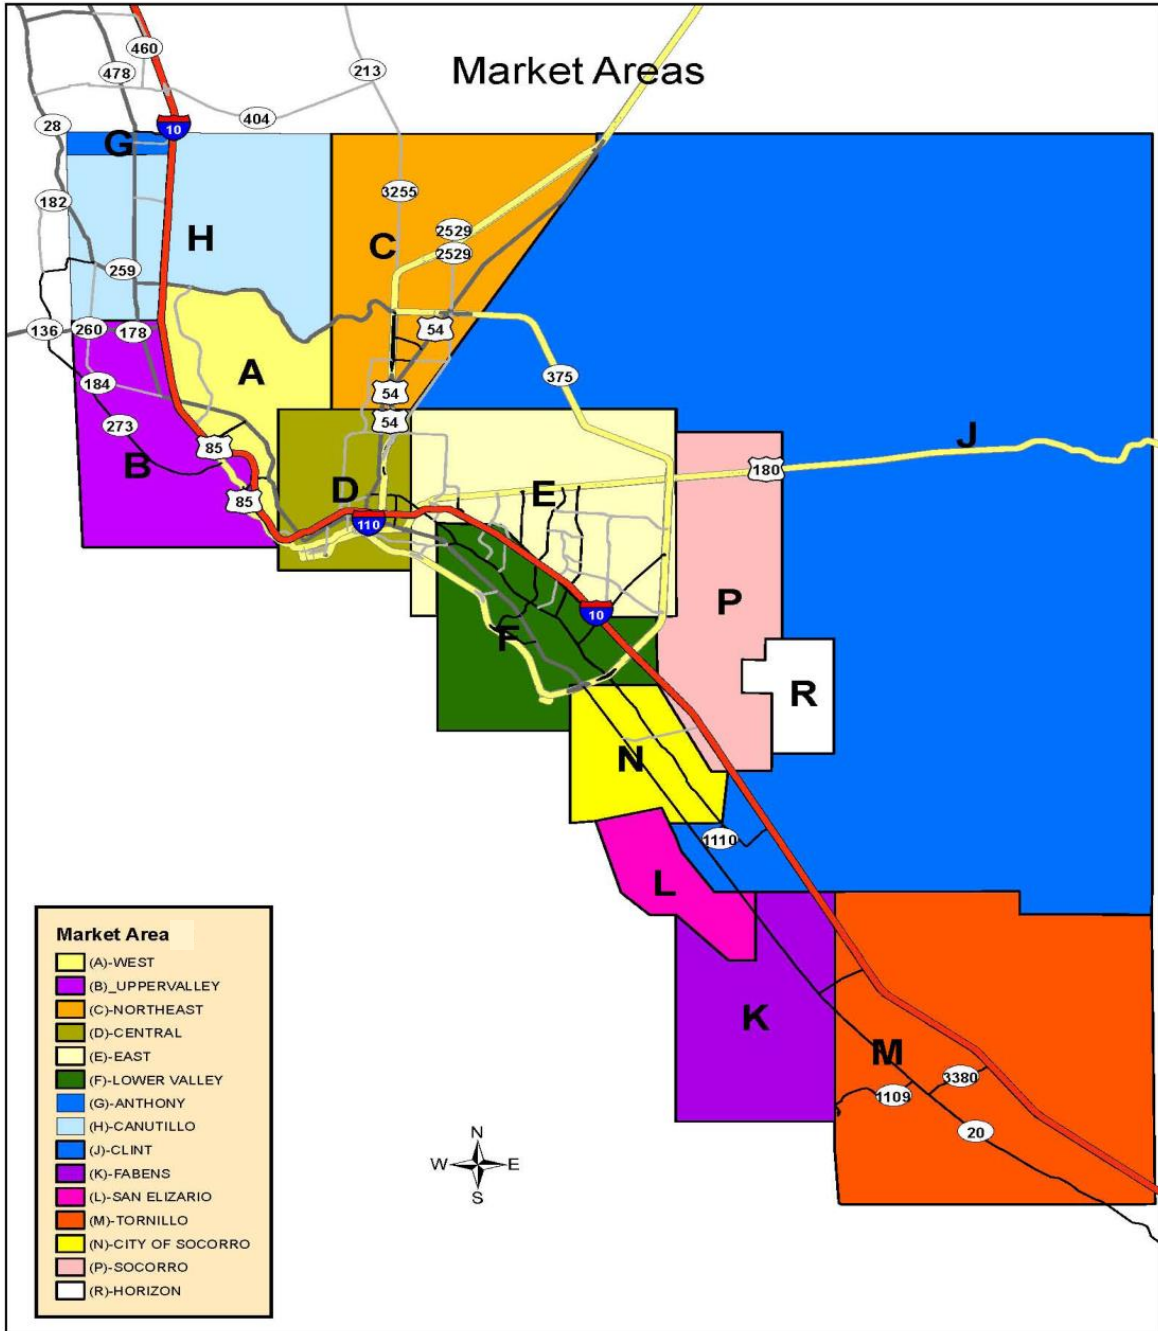 Market Areas
460
478
213
404
28
10
G
3255
182
2529
H
C
2529
259
136
260
178
54
A
375
184
54
273
54
J
85
B
180
85
D
E
110
P
10
F
R
N
1110
L
K
M
3380
1109
20
Market Area
(A)-WEST
(B)_UPPERVALLEY
(C)-NORTHEAST
(D)-CENTRAL
(E)-EAST
(F)-LOWER VALLEY
(G)-ANTHONY
(H)-CANUTILLO
(J)-CLINT
(K)-FABENS
(L)-SAN ELIZARIO
(M)-TORNILLO
(N)-CITY OF SOCORRO
(P)-SOCORRO
(R)-HORIZON
N
W E
S